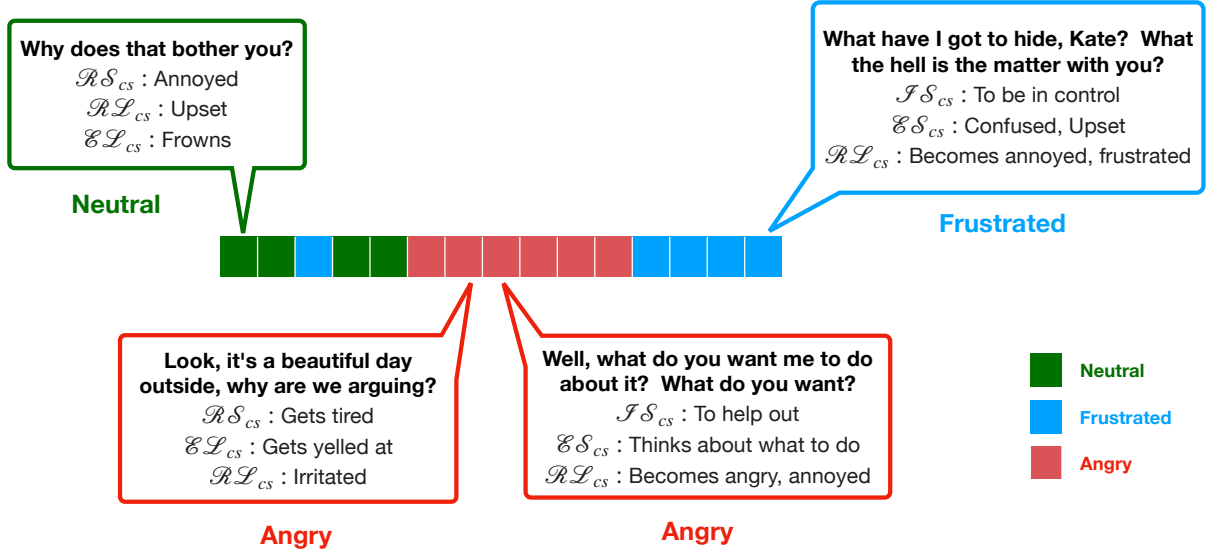 Why does that bother you?
ℛ𝒮cs : Annoyed
ℛℒcs : Upset
ℰℒcs : Frowns
Neutral
What have I got to hide, Kate?  What
the hell is the matter with you?
ℐ𝒮cs : To be in control
ℰ𝒮cs : Confused, Upset
ℛℒcs : Becomes annoyed, frustrated
Frustrated
Look, it's a beautiful day
outside, why are we arguing?
ℛ𝒮cs : Gets tired
ℰℒcs : Gets yelled at
ℛℒcs : Irritated
Angry
Well, what do you want me to do
about it?  What do you want?
ℐ𝒮cs : To help out
ℰ𝒮cs : Thinks about what to do
ℛℒcs : Becomes angry, annoyed
Angry
Neutral
Frustrated
Angry